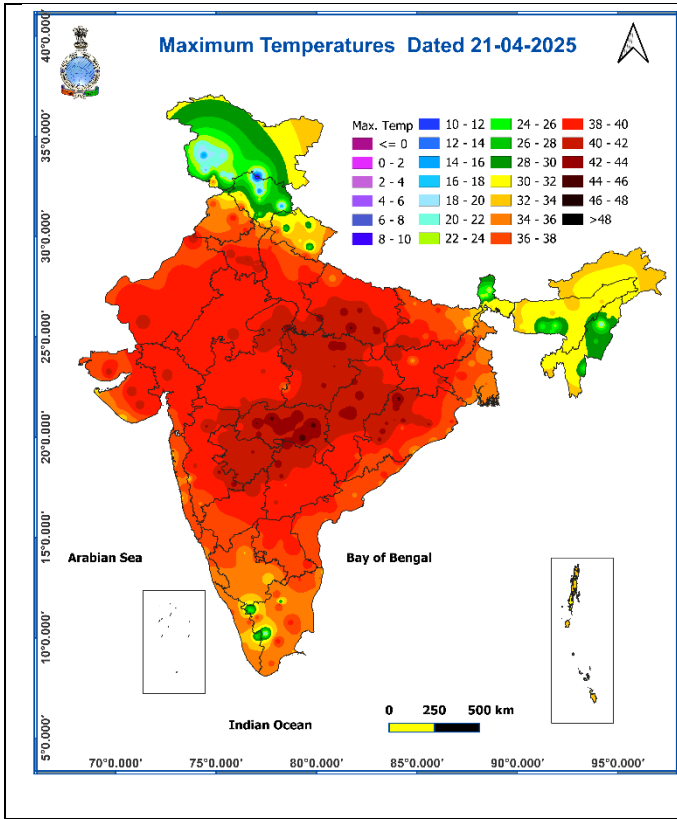 Maximum Temperatures Dated 21-04-2025
Max. Temp
<= 0
0 - 2
2 - 4
4 - 6
6 - 8
8 - 10
10 - 12
12 - 14
14 - 16
16 - 18
18 - 20
20 - 22
22 - 24
24 - 26
26 - 28
28 - 30
30 - 32
32 - 34
34 - 36
36 - 38
38 - 40
40 - 42
42 - 44
44 - 46
46 - 48
>48
40°0.000'
35°0.000'
30°0.000'
25°0.000'
20°0.000'
15°0.000'
10°0.000'
5°0.000'
Arabian Sea
Bay of Bengal
Indian Ocean
0 250 500 km
70°0.000' 75°0.000' 80°0.000' 85°0.000' 90°0.000' 95°0.000'